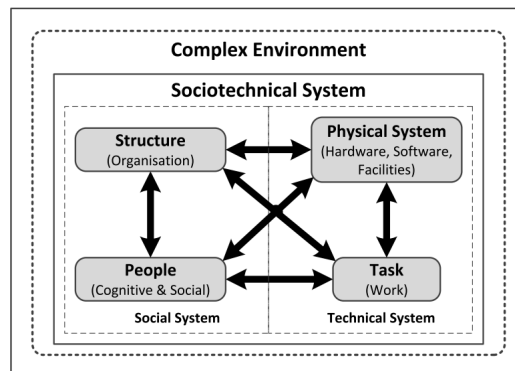 Complex Environment
Sociotechnical System
Structure
(Organisation)
Physical System
(Hardware, Software,
Facilities)
People
(Cognitive & Social)
Task
(Work)
Social System
Technical System